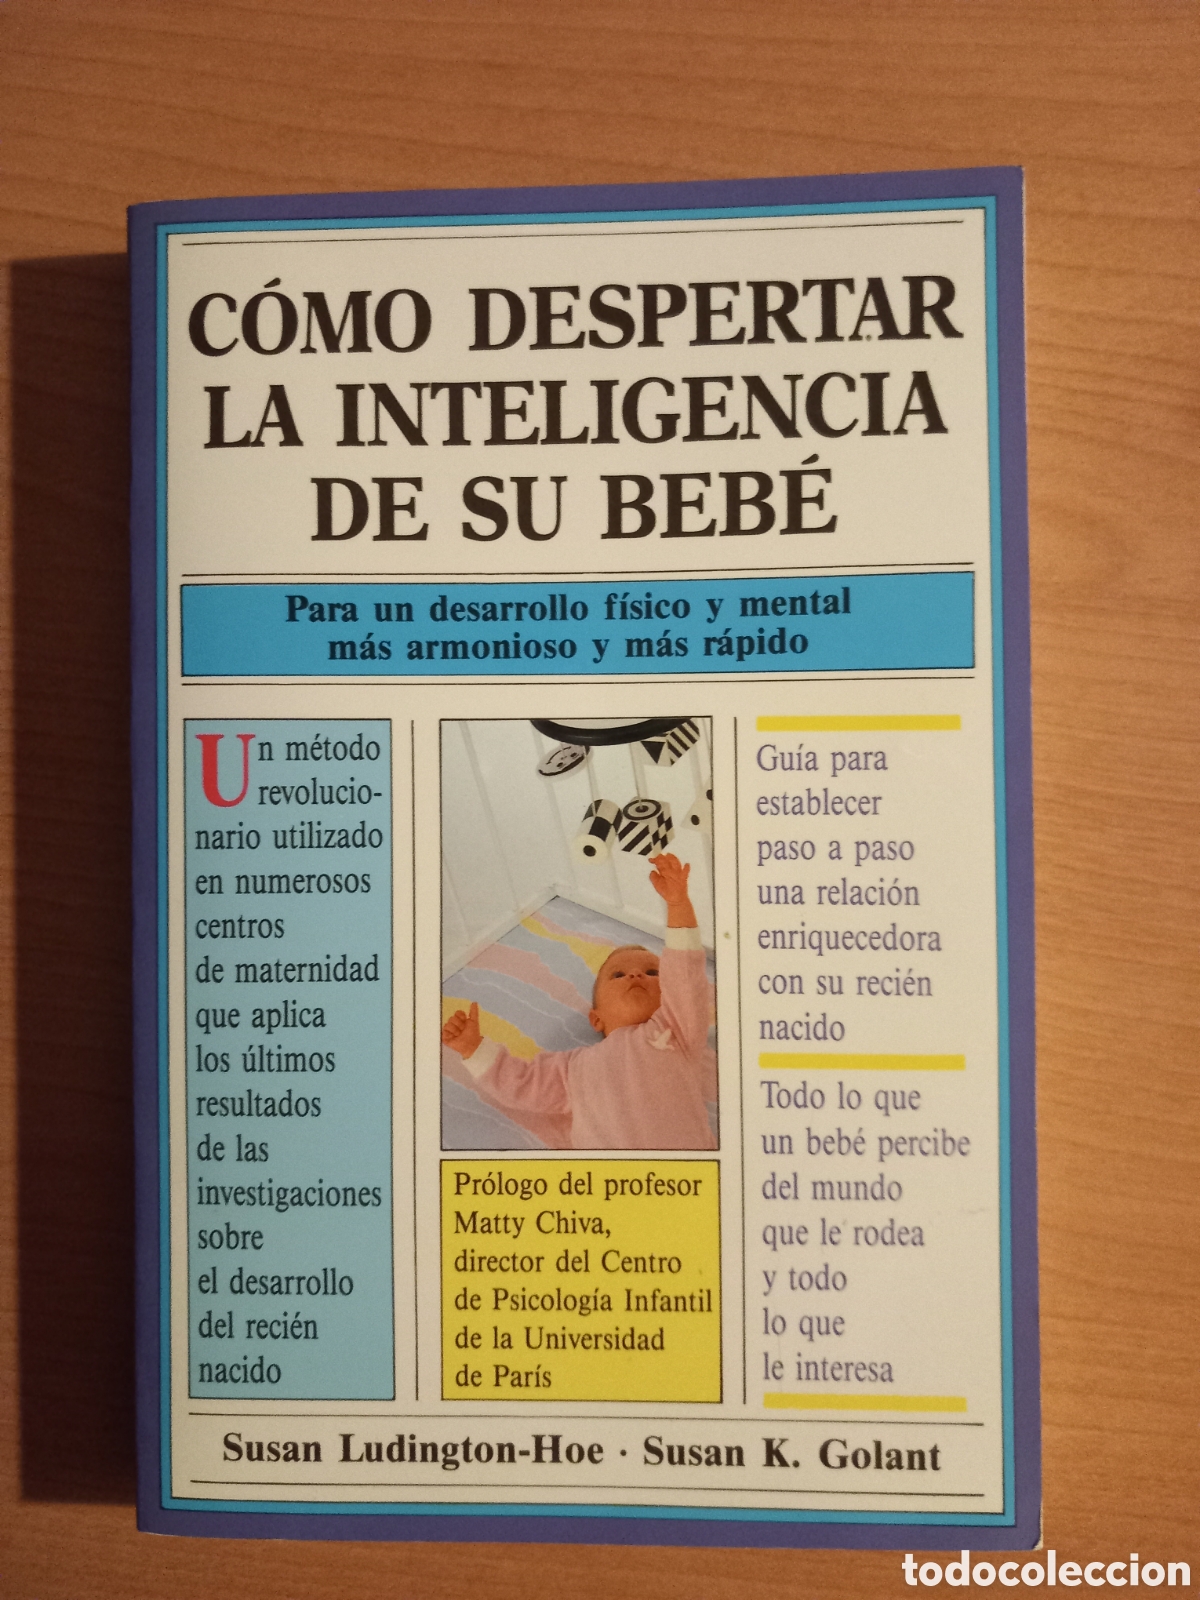 CÓMO DESPERTAR
LA INTELIGENCIA
DE SU BEBÉ
Para un desarrollo físico y mental
más armonioso y más rápido
Un método
revolucio-
nario utilizado
en numerosos
centros
de maternidad
que aplica
los últimos
resultados
de las
investigaciones
sobre
el desarrollo
del recién
nacido
Prólogo del profesor
Matty Chiva,
director del Centro
de Psicología Infantil
de la Universidad
de París
Guía para
establecer
paso a paso
una relación
enriquecedora
con su recién
nacido
Todo lo que
un bebé percibe
del mundo
que le rodea
y todo
lo que
le interesa
Susan Ludington-Hoe · Susan K. Golant
todocoleccion